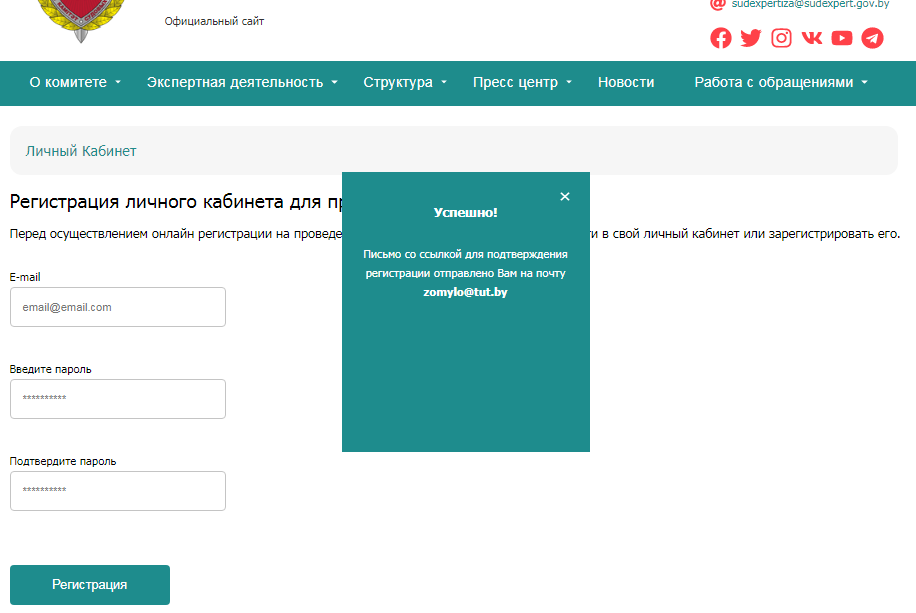 sudexpertiza@sudexpert.gov.by
Официальный сайт
О комитете
Экспертная деятельность
Структура
Пресс центр
Новости
Работа с обращениями
Личный Кабинет
Регистрация личного кабинета для
Перед осуществлением онлайн регистрации на
в свой личный кабинет или зарегистрировать его.
Успешно!
Письмо со ссылкой для подтверждения
регистрации отправлено Вам на почту
zomylo@tut.by
E-mail
email@email.com
Введите пароль
**********
Подтвердите пароль
**********
Регистрация